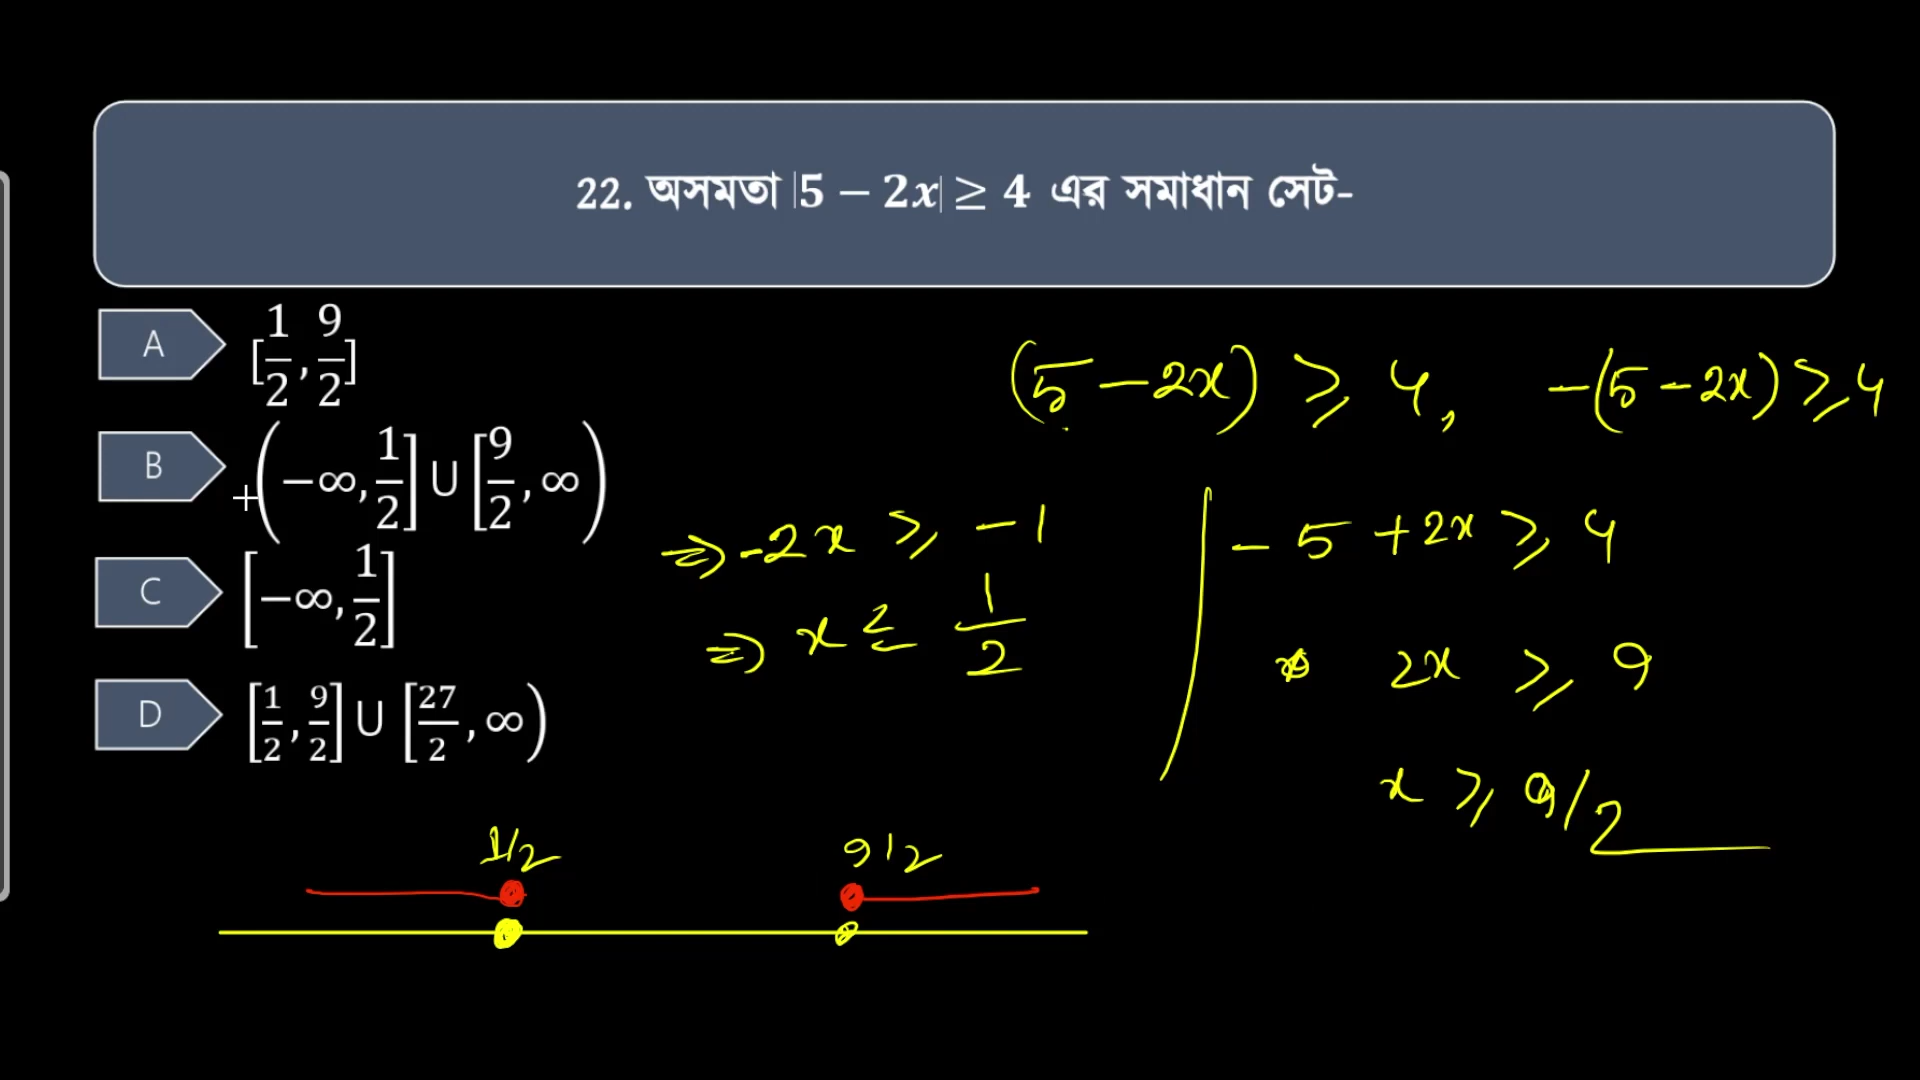 22. অসমতা |5 − 2x| ≥ 4 এর সমাধান সেট-
A [1/2, 9/2]
B (−∞, 1/2] ∪ [9/2, ∞)
C [−∞, 1/2]
D [1/2, 9/2] ∪ [27/2, ∞)
(5 − 2x) ≥ 4, −(5 − 2x) ≥ 4
⇒ −2x ≥ −1
⇒ x ≤ 1/2
− 5 + 2x ≥ 4
2x ≥ 9
x ≥ 9/2
1/2 9/2